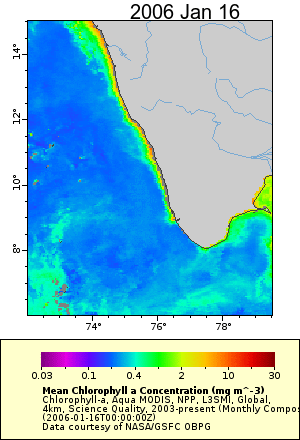 2006 Jan 16
14°
12°
10°
8°
74° 76° 78°
0.03 0.1 0.4 2 10 30
Mean Chlorophyll a Concentration (mg m^-3)
Chlorophyll-a, Aqua MODIS, NPP, L3SMI, Global,
4km, Science Quality, 2003-present (Monthly Compos
(2006-01-16T00:00:00Z)
Data courtesy of NASA/GSFC OBPG